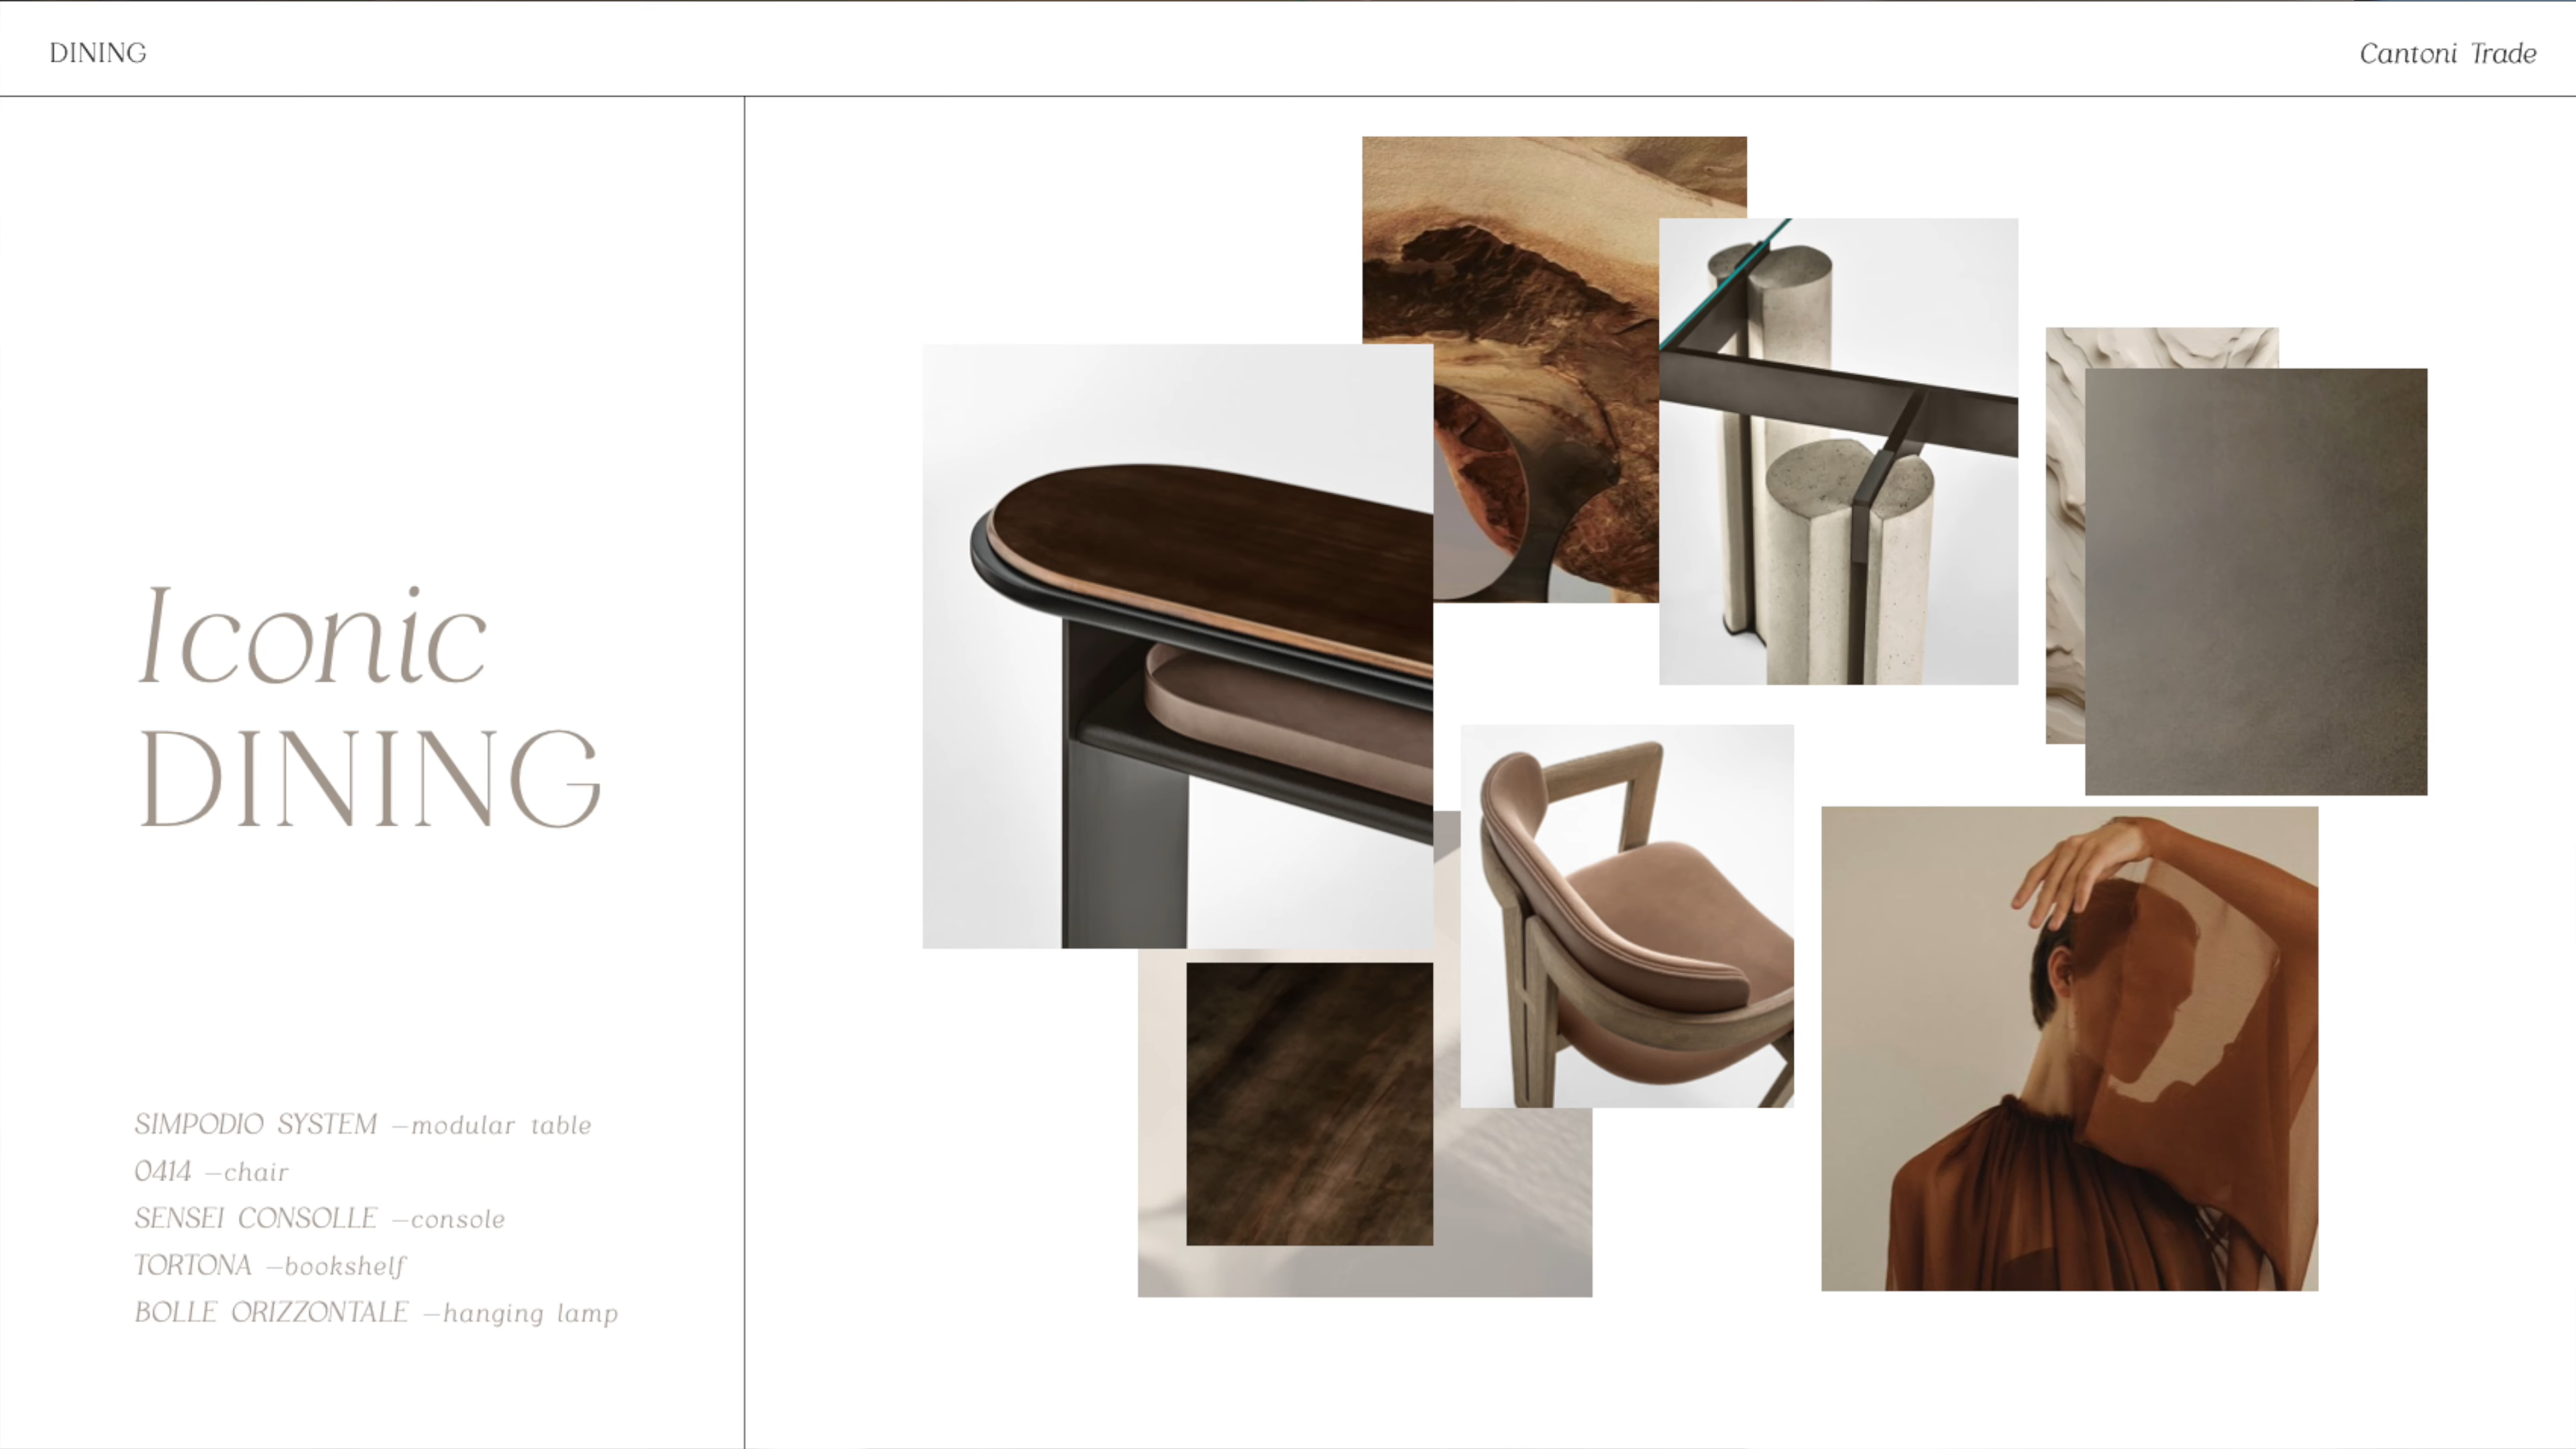 DINING
Cantoni Trade
Iconic
DINING
SIMPODIO SYSTEM —modular table
0414 —chair
SENSEI CONSOLLE —console
TORTONA —bookshelf
BOLLE ORIZZONTALE —hanging lamp